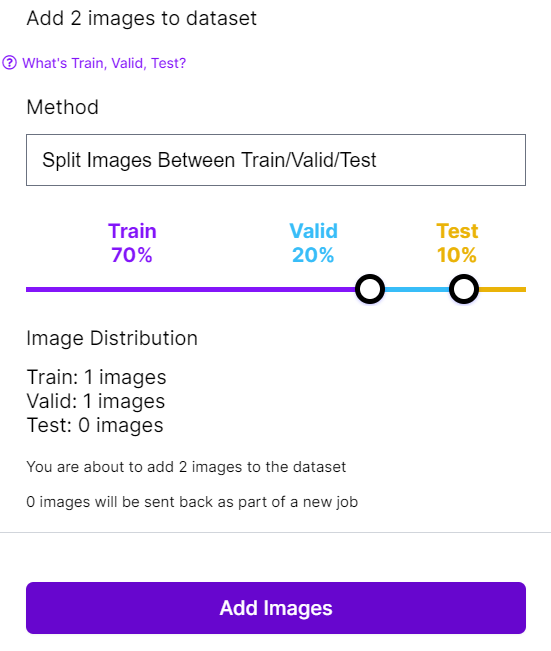 Add 2 images to dataset
What's Train, Valid, Test?
Method
Split Images Between Train/Valid/Test
Train Valid Test
70% 20% 10%
Image Distribution
Train: 1 images
Valid: 1 images
Test: 0 images
You are about to add 2 images to the dataset
0 images will be sent back as part of a new job
Add Images